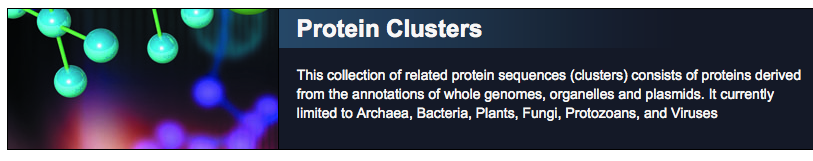 Protein Clusters
This collection of related protein sequences (clusters) consists of proteins derived
from the annotations of whole genomes, organelles and plasmids. It currently
limited to Archaea, Bacteria, Plants, Fungi, Protozoans, and Viruses